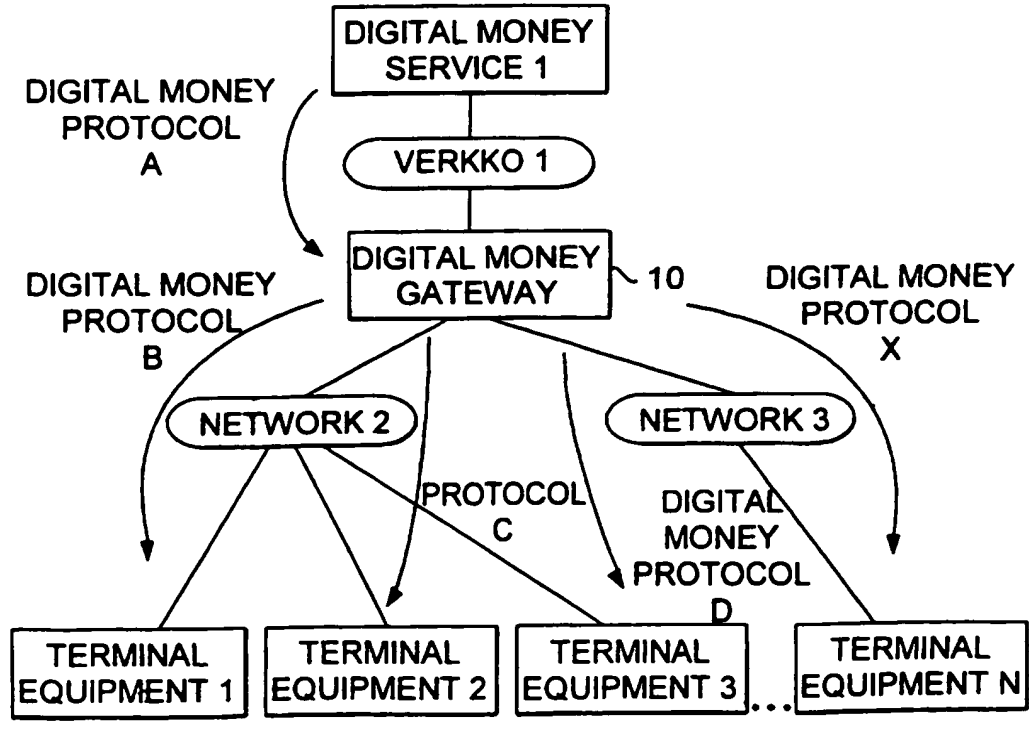 DIGITAL MONEY
SERVICE 1
DIGITAL MONEY
PROTOCOL
A
VERKKO 1
DIGITAL MONEY
GATEWAY
10
DIGITAL MONEY
PROTOCOL
B
DIGITAL MONEY
PROTOCOL
X
NETWORK 2
NETWORK 3
PROTOCOL
C
DIGITAL
MONEY
PROTOCOL
D
TERMINAL
EQUIPMENT 1
TERMINAL
EQUIPMENT 2
TERMINAL
EQUIPMENT 3
...
TERMINAL
EQUIPMENT N